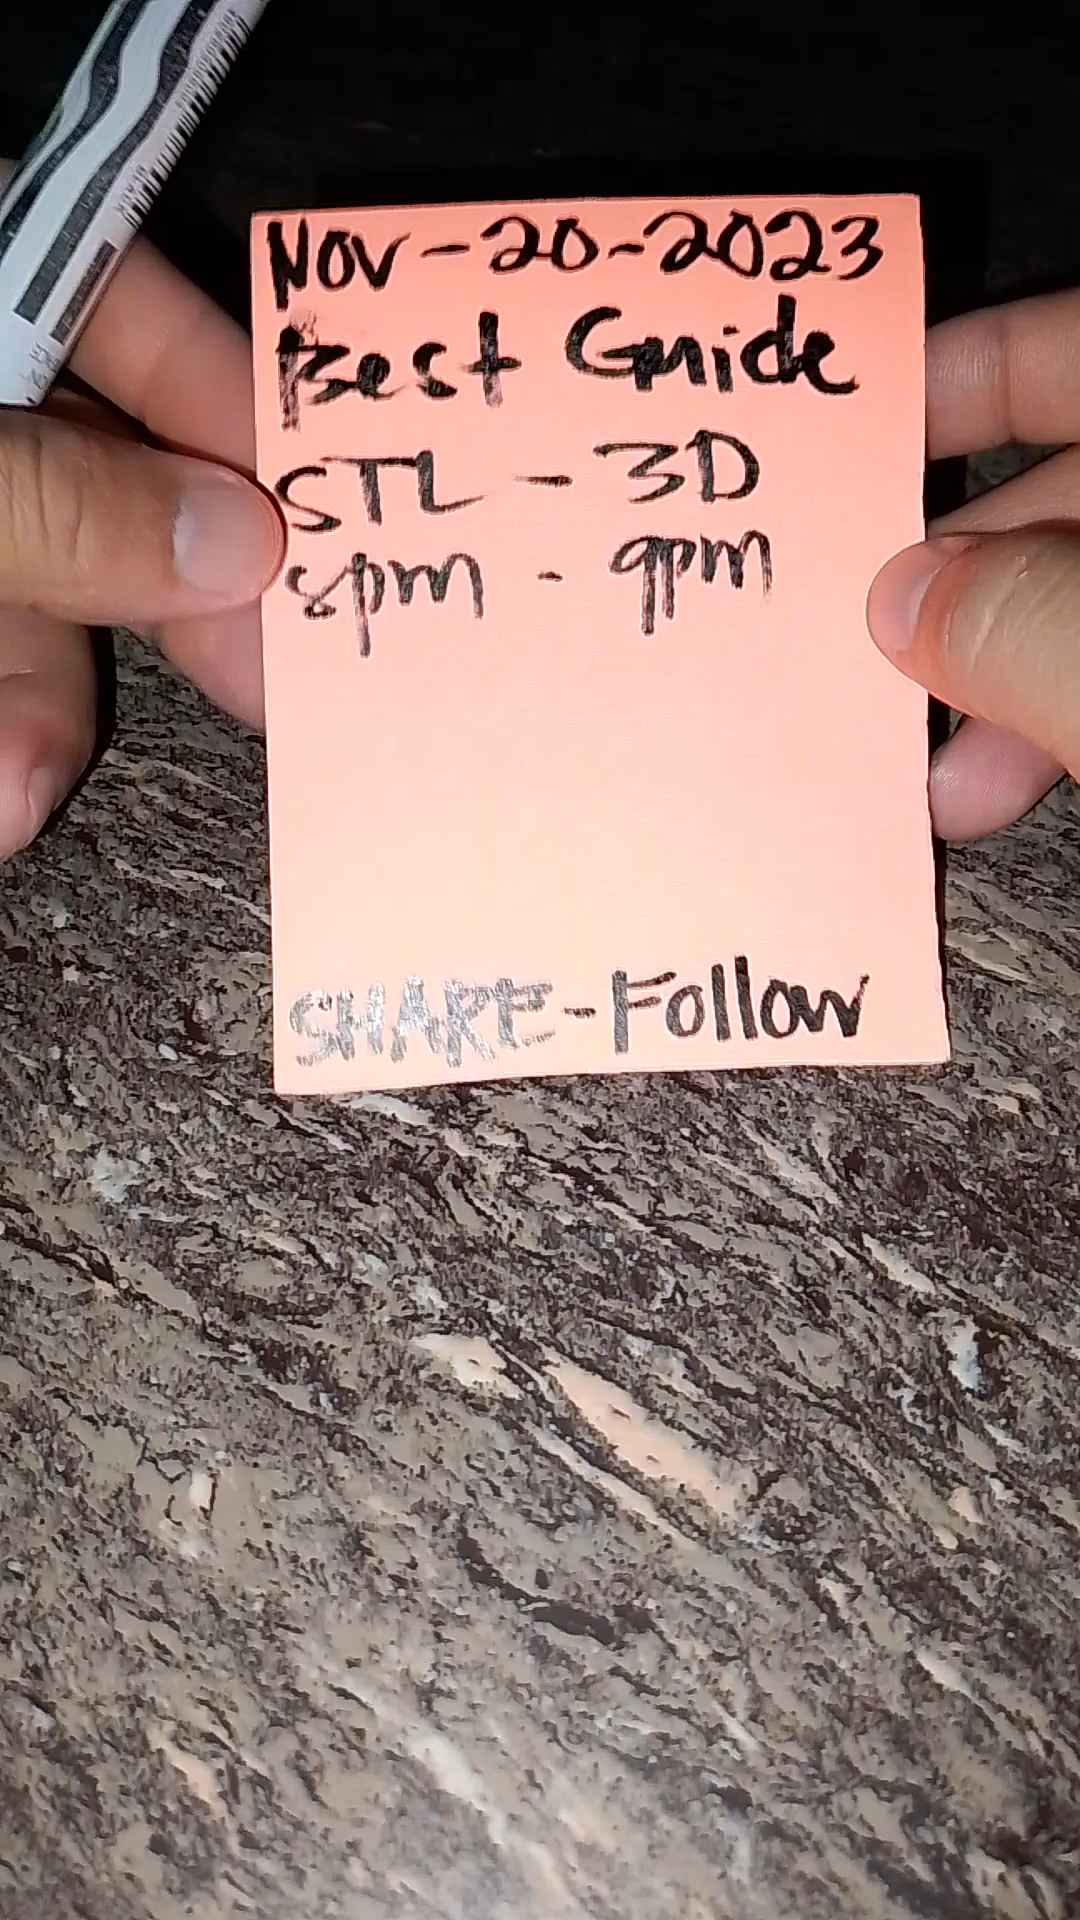 Nov-20-2023
Best Guide
STL - 3D
8pm - 9pm
SHARE-Follow